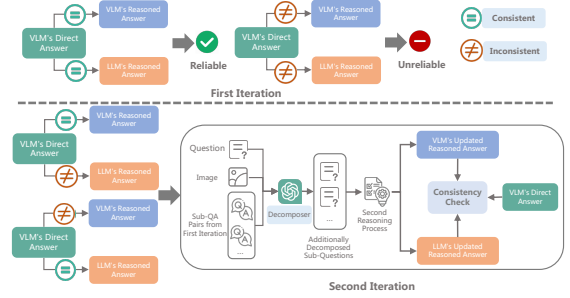 VLM's Direct
Answer
VLM's Reasoned
Answer
LLM's Reasoned
Answer
Reliable
VLM's Direct
Answer
VLM's Reasoned
Answer
LLM's Reasoned
Answer
Unreliable
Consistent
Inconsistent
First Iteration
VLM's Direct
Answer
VLM's Reasoned
Answer
LLM's Reasoned
Answer
VLM's Direct
Answer
VLM's Reasoned
Answer
LLM's Reasoned
Answer
Question
Image
Sub-QA
Pairs from
First Iteration
Q
A
Q
A
...
Decomposer
?
?
...
Additionally
Decomposed
Sub-Questions
Second
Reasoning
Process
VLM's Updated
Reasoned Answer
Consistency
Check
VLM's Direct
Answer
LLM's Updated
Reasoned Answer
Second Iteration